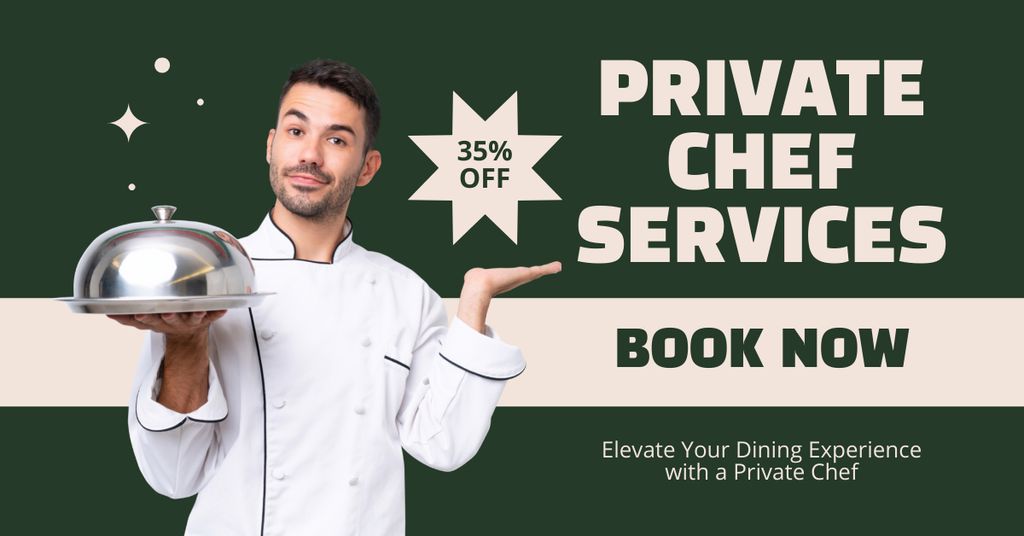 35%
OFF
PRIVATE
CHEF
SERVICES
BOOK NOW
Elevate Your Dining Experience
with a Private Chef